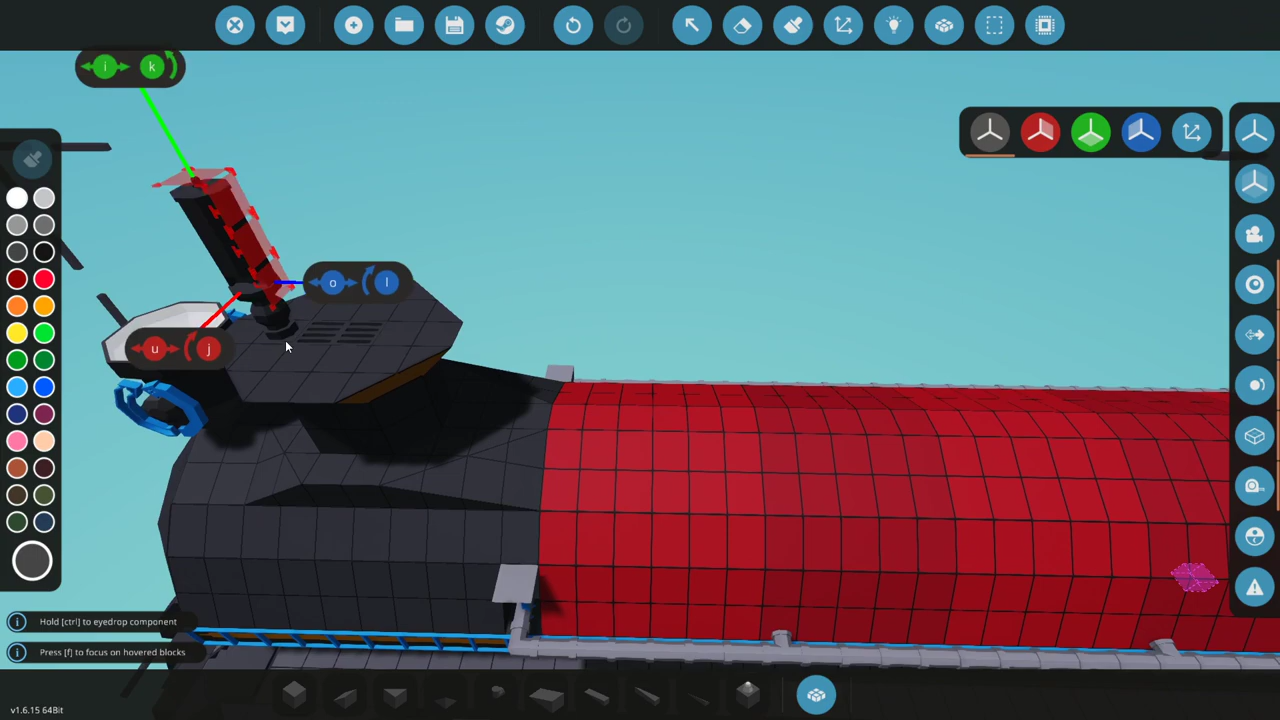 i k
o l
u j
Hold [ctrl] to eyedrop component
Press [f] to focus on hovered blocks
v1.6.15 64Bit